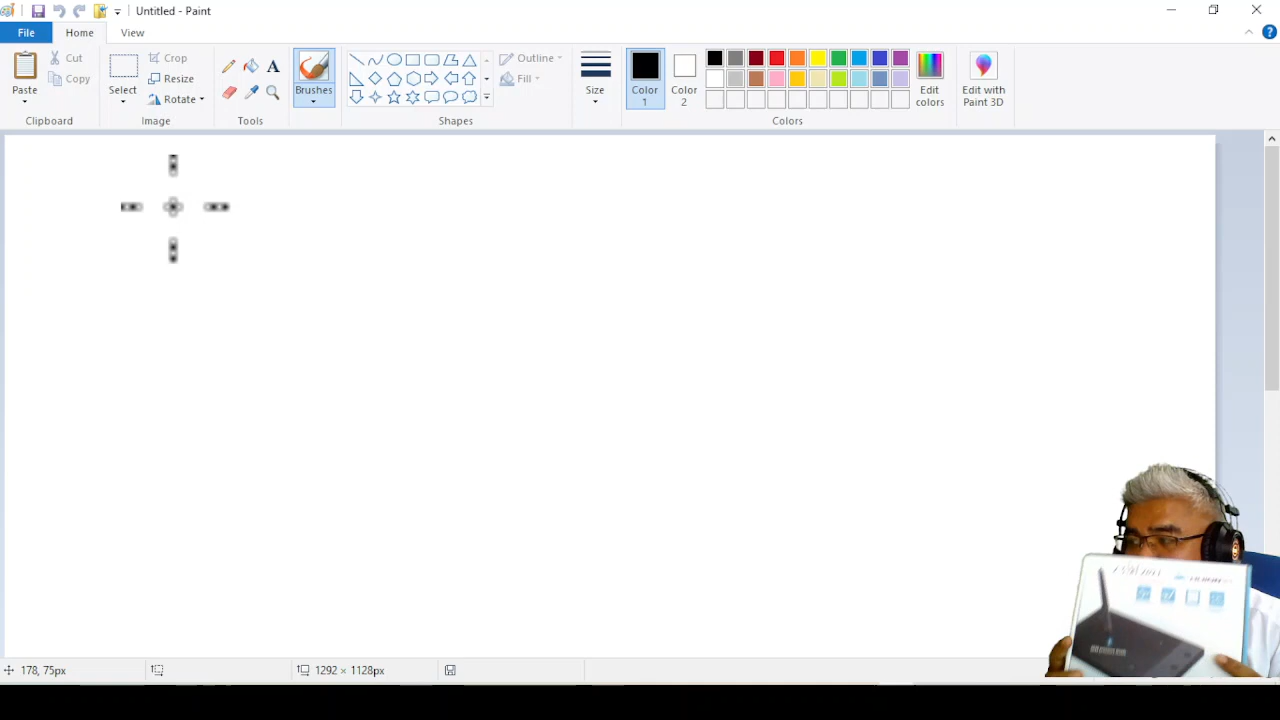 Untitled - Paint
File
Home
View
Paste
Cut
Copy
Clipboard
Select
Crop
Resize
Rotate
Image
A
Tools
Brushes
Shapes
Outline
Fill
Size
Color 1
Color 2
Colors
Edit colors
Edit with Paint 3D
178, 75px
1292 × 1128px